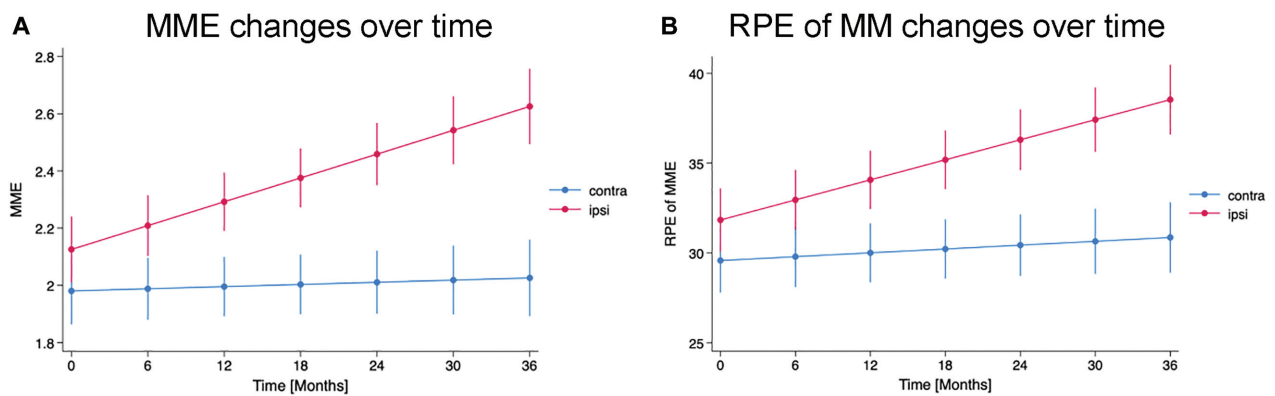 A MME changes over time
2.8
2.6
2.4
2.2
2
1.8
MME
0 6 12 18 24 30 36
Time [Months]
contra
ipsi
B RPE of MM changes over time
40
35
30
25
RPE of MME
0 6 12 18 24 30 36
Time [Months]
contra
ipsi